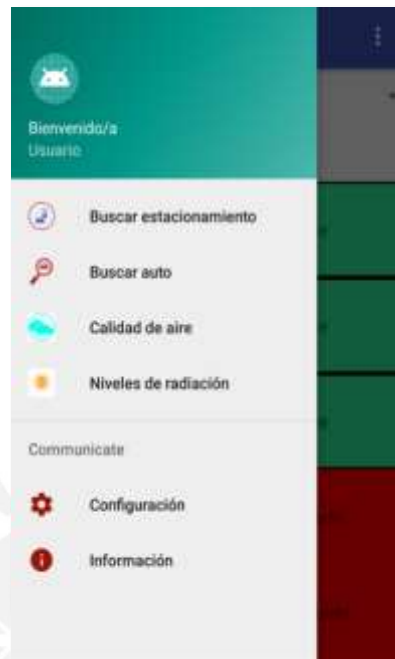 Bienvenido/a
Usuario
Buscar estacionamiento
Buscar auto
Calidad de aire
Niveles de radiación
Communicate
Configuración
Información